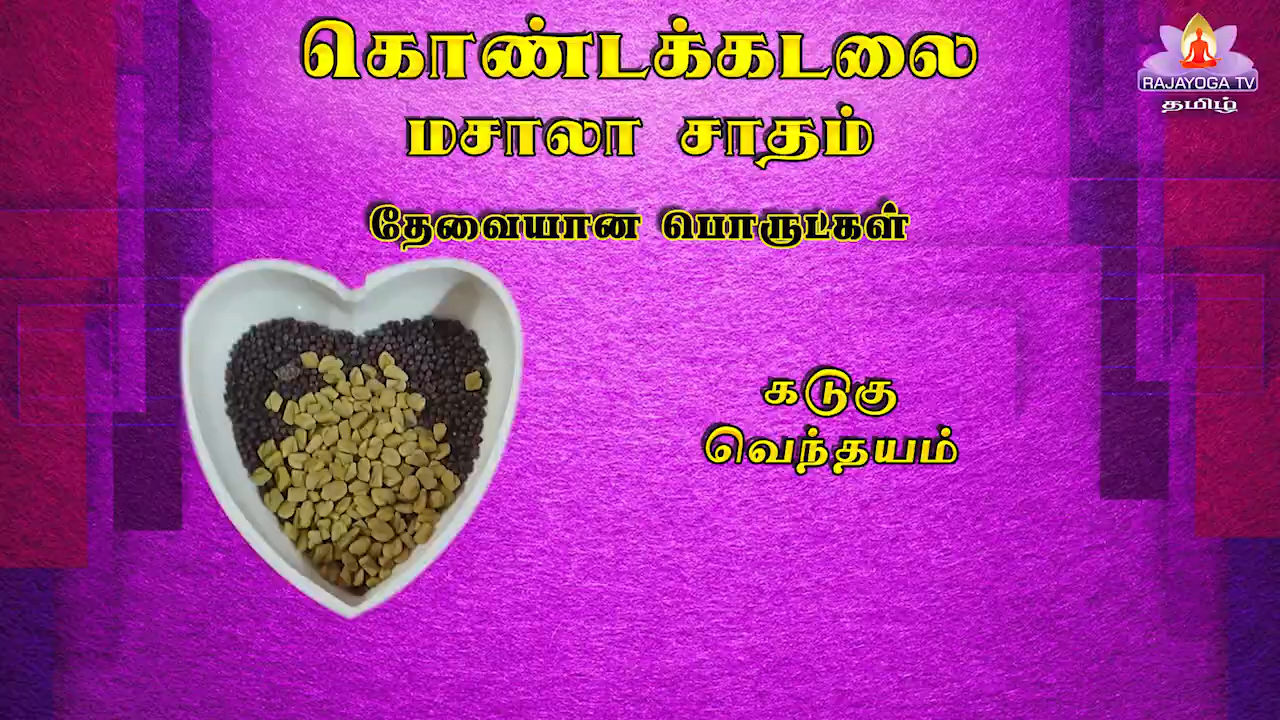 கொண்டக்கடலை
மசாலா சாதம்
தேவையான பொருட்கள்
கடுகு
வெந்தயம்
RAJAYOGA TV
தமிழ்